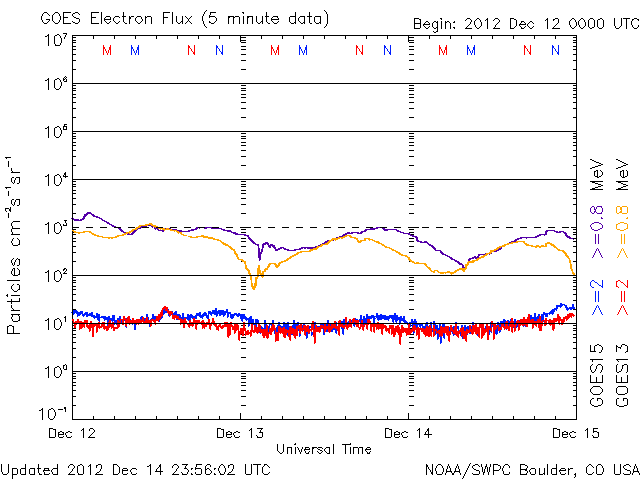 GOES Electron Flux (5 minute data)
Begin: 2012 Dec 12 0000 UTC
M M N N M M N N M M N N
10⁷
10⁶
10⁵
10⁴
10³
10²
10¹
10⁰
10⁻¹
Particles cm⁻²s⁻¹sr⁻¹
Dec 12 Dec 13 Dec 14 Dec 15
Universal Time
GOES15 >=2 >=0.8 MeV
GOES13 >=2 >=0.8 MeV
Updated 2012 Dec 14 23:56:02 UTC
NOAA/SWPC Boulder, CO USA